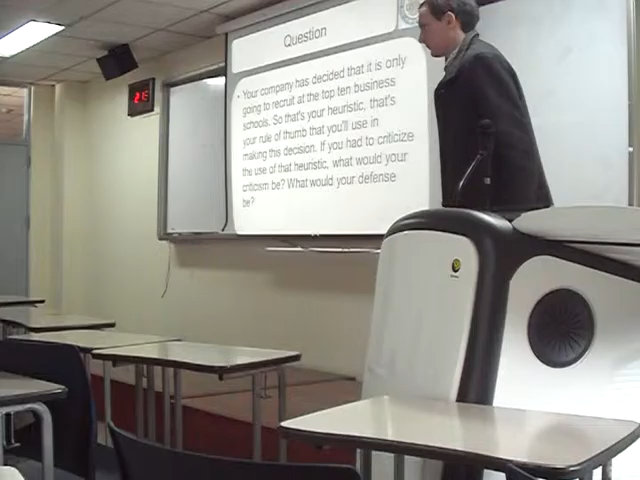 Question
• Your company has decided that it is only
going to recruit at the top ten business
schools. So that's your heuristic, that's
your rule of thumb that you'll use in
making this decision. If you had to criticize
the use of that heuristic, what would your
criticism be? What would your defense
be?